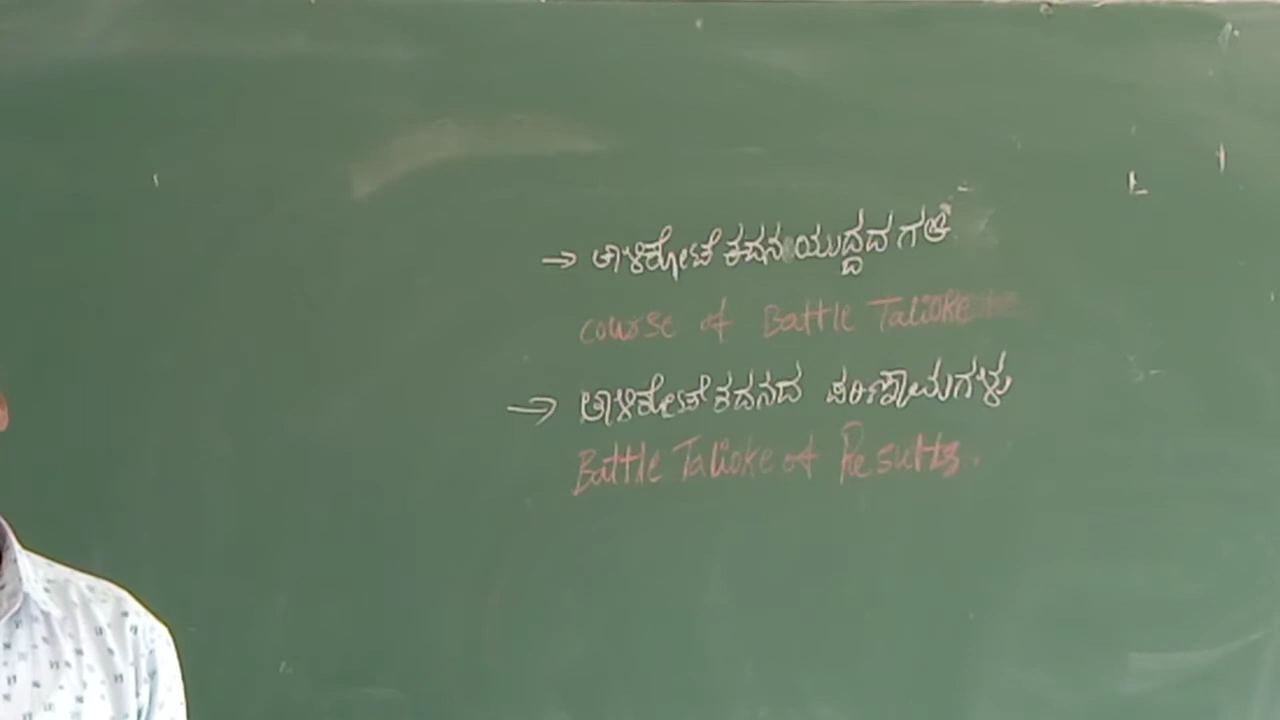 → ತಾಳಿಕೋಟೆ ಕದನ ಯುದ್ಧದ ಗತಿ
course of Battle Talioke
→ ತಾಳಿಕೋಟೆ ಕದನದ ಪರಿಣಾಮಗಳು
Battle Talioke of Results.